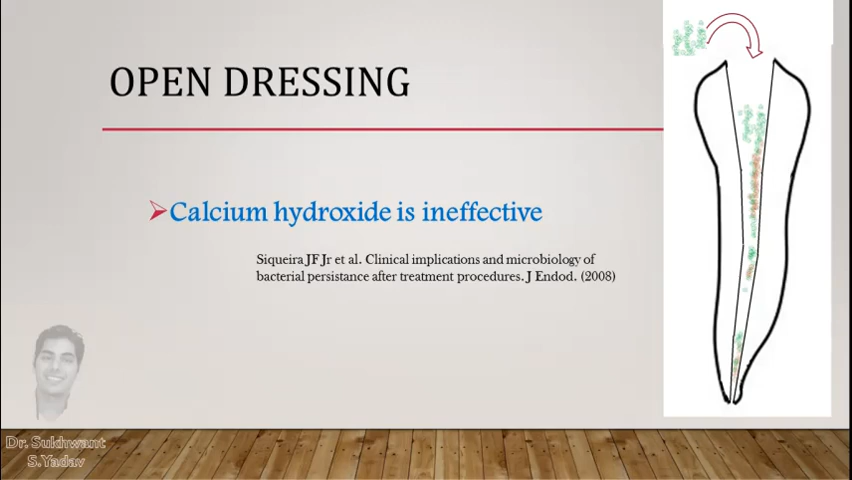 OPEN DRESSING
Calcium hydroxide is ineffective
Siqueira JF Jr et al. Clinical implications and microbiology of
bacterial persistance after treatment procedures. J Endod. (2008)
Dr. Sukhwant
S.Yadav